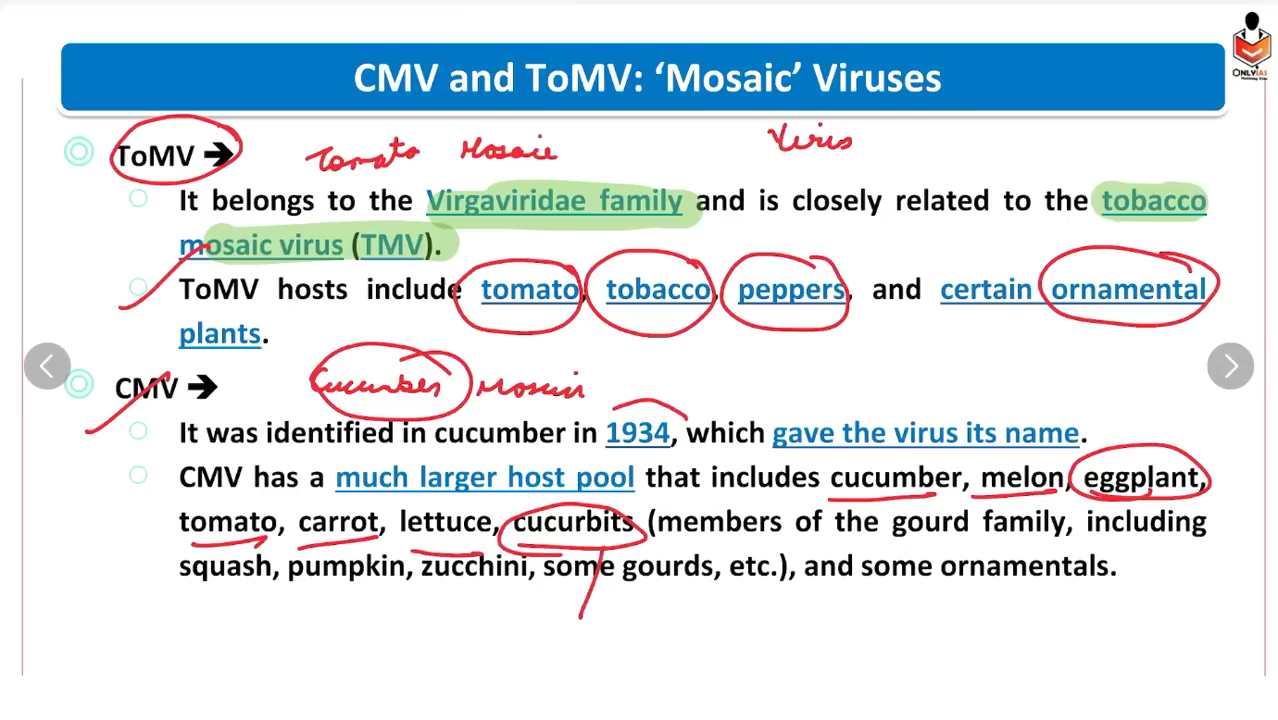 CMV and ToMV: ‘Mosaic’ Viruses
ONLYIAS
ToMV ➔ Tomato Mosaic Virus
It belongs to the Virgaviridae family and is closely related to the tobacco
mosaic virus (TMV).
ToMV hosts include tomato, tobacco, peppers, and certain ornamental
plants.
CMV ➔ Cucumber Mosaic
It was identified in cucumber in 1934, which gave the virus its name.
CMV has a much larger host pool that includes cucumber, melon, eggplant,
tomato, carrot, lettuce, cucurbits (members of the gourd family, including
squash, pumpkin, zucchini, some gourds, etc.), and some ornamentals.